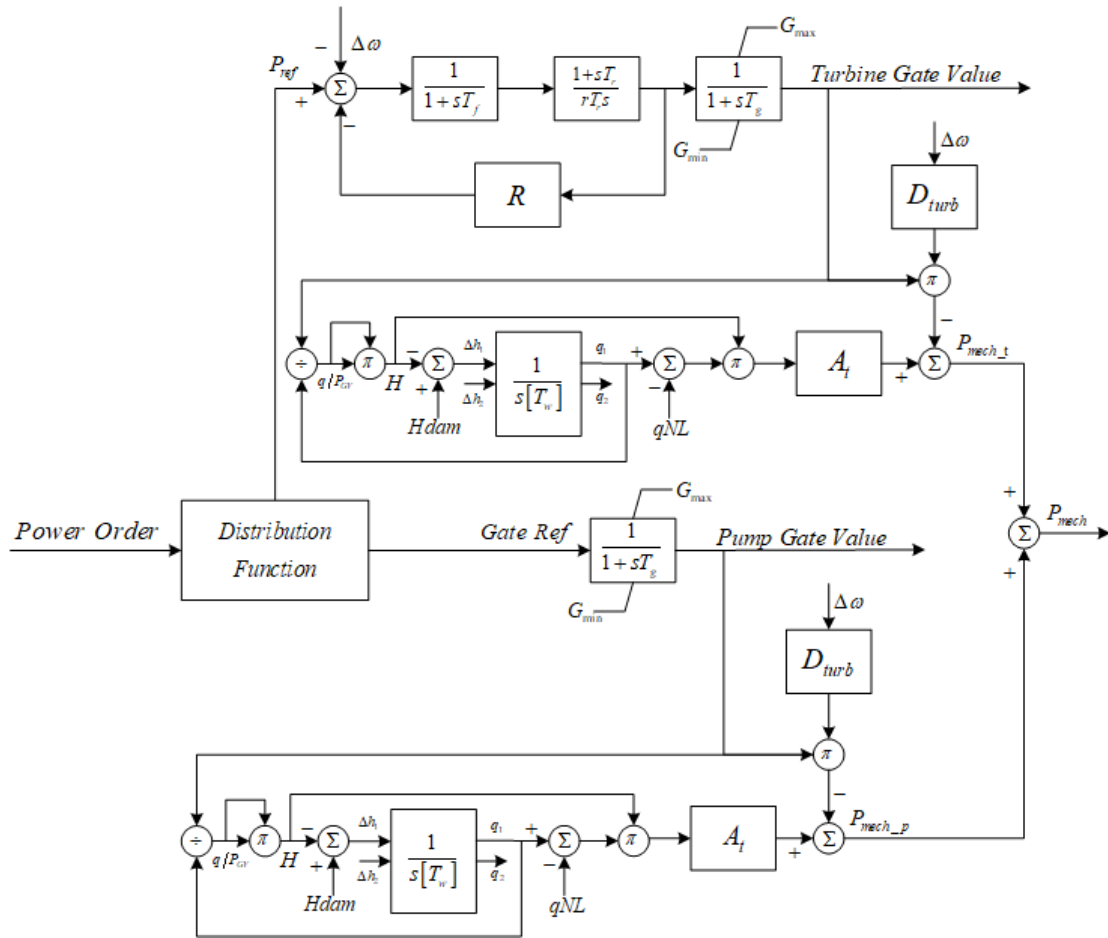 G_max
− Δω
P_ref
+ Σ
−
1 / (1 + sT_f)
(1 + sT_r) / (rT_r s)
1 / (1 + sT_g)
Turbine Gate Value
G_min
R
Δω
D_turb
π
−
÷ q/P_GV π H − Σ +
Δh_1
Δh_2
1 / (s[T_w])
q_1
q_2
+ Σ −
π
A_t
+ Σ
P_mech_t
Hdam
qNL
+
Power Order
Distribution
Function
Gate Ref
G_max
1 / (1 + sT_g)
G_min
Pump Gate Value
Σ
P_mech
+
Δω
D_turb
π
−
÷ q/P_GV π H − Σ +
Δh_1
Δh_2
1 / (s[T_w])
q_1
q_2
+ Σ −
π
A_t
+ Σ
P_mech_p
Hdam
qNL